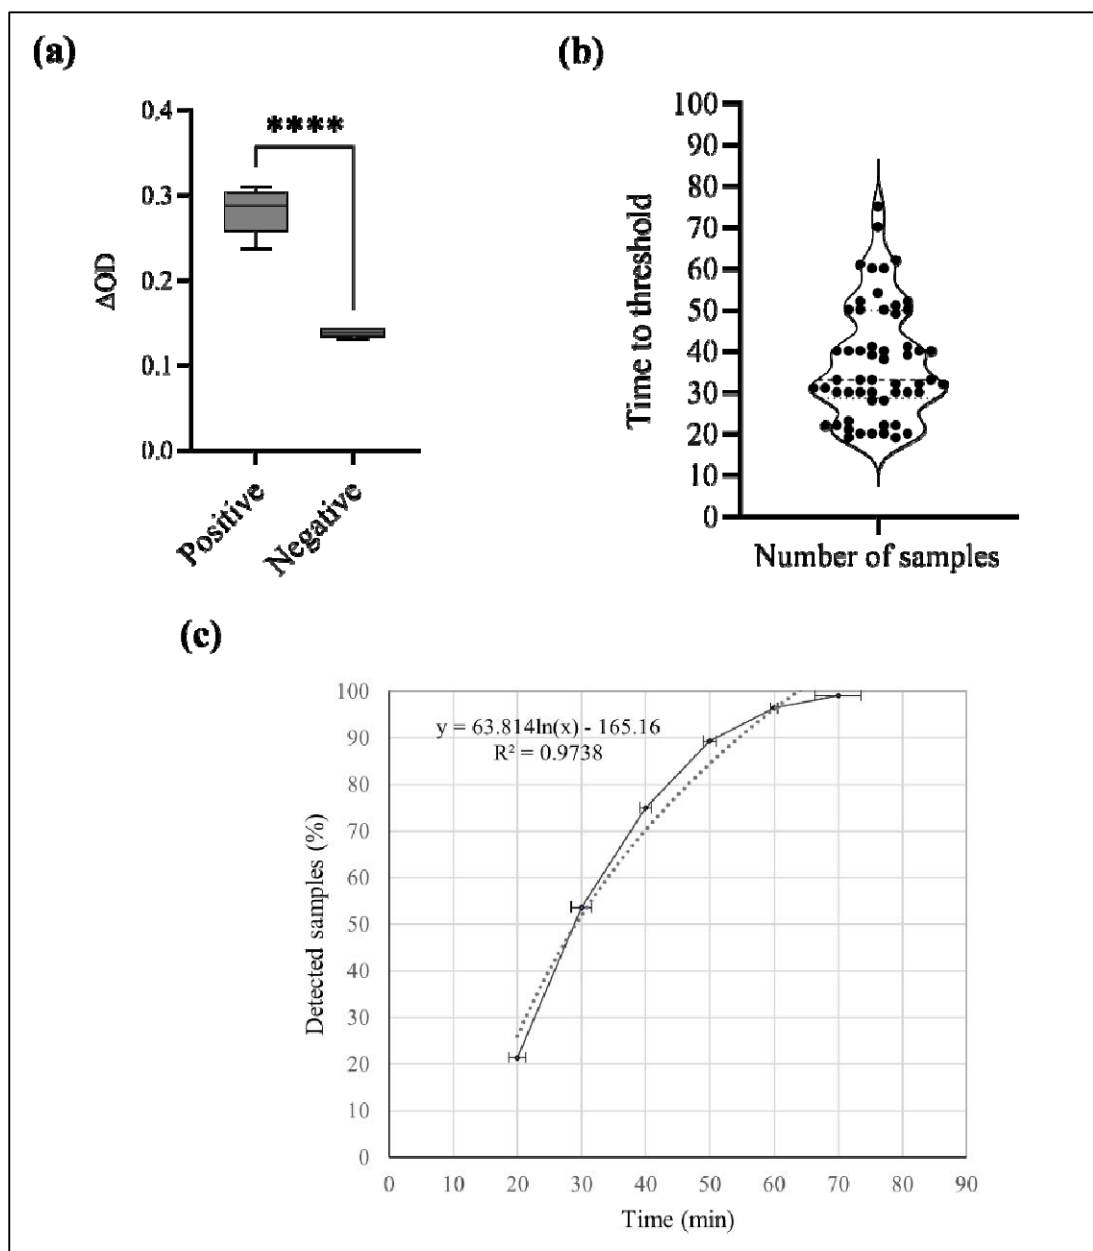 (a)
0.4
0.3
0.2
0.1
0.0
ΔOD
****
Positive
Negative
(b)
100
90
80
70
60
50
40
30
20
10
0
Time to threshold
Number of samples
(c)
100
90
80
70
60
50
40
30
20
10
0
Detected samples (%)
y = 63.814ln(x) - 165.16
R² = 0.9738
0 10 20 30 40 50 60 70 80 90
Time (min)